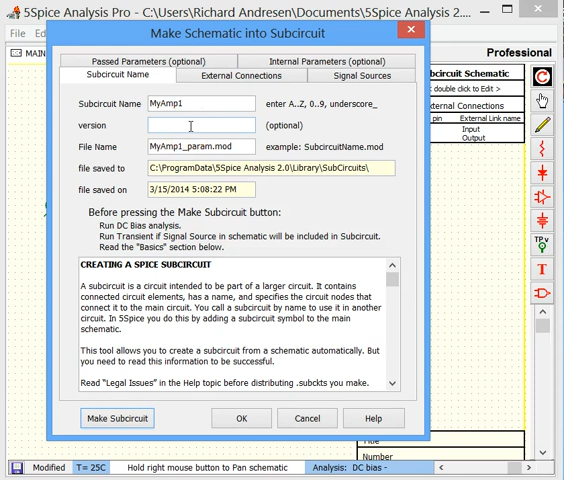 5Spice Analysis Pro - C:\Users\Richard Andresen\Documents\5Spice Analysis 2....
File
MAIN
Professional
Make Schematic into Subcircuit
Passed Parameters (optional)
Internal Parameters (optional)
Subcircuit Name
External Connections
Signal Sources
Subcircuit Name
MyAmp1
enter A..Z, 0..9, underscore_
version
(optional)
File Name
MyAmp1_param.mod
example: SubcircuitName.mod
file saved to
C:\ProgramData\5Spice Analysis 2.0\Library\SubCircuits\
file saved on
3/15/2014 5:08:22 PM
Before pressing the Make Subcircuit button:
Run DC Bias analysis.
Run Transient if Signal Source in schematic will be included in Subcircuit.
Read the "Basics" section below.
CREATING A SPICE SUBCIRCUIT
A subcircuit is a circuit intended to be part of a larger circuit. It contains
connected circuit elements, has a name, and specifies the circuit nodes that
connect it to the main circuit. You call a subcircuit by name to use it in another
circuit. In 5Spice you do this by adding a subcircuit symbol to the main
schematic.
This tool allows you to create a subcircuit from a schematic automatically. But
you need to read this information to be successful.
Read "Legal Issues" in the Help topic before distributing .subckts you make.
Make Subcircuit
OK
Cancel
Help
Subcircuit Schematic
double click to Edit >
External Connections
pin External Link name
Input
Output
TPv
T
Title
Number
Modified
T= 25C
Hold right mouse button to Pan schematic
Analysis: DC bias -